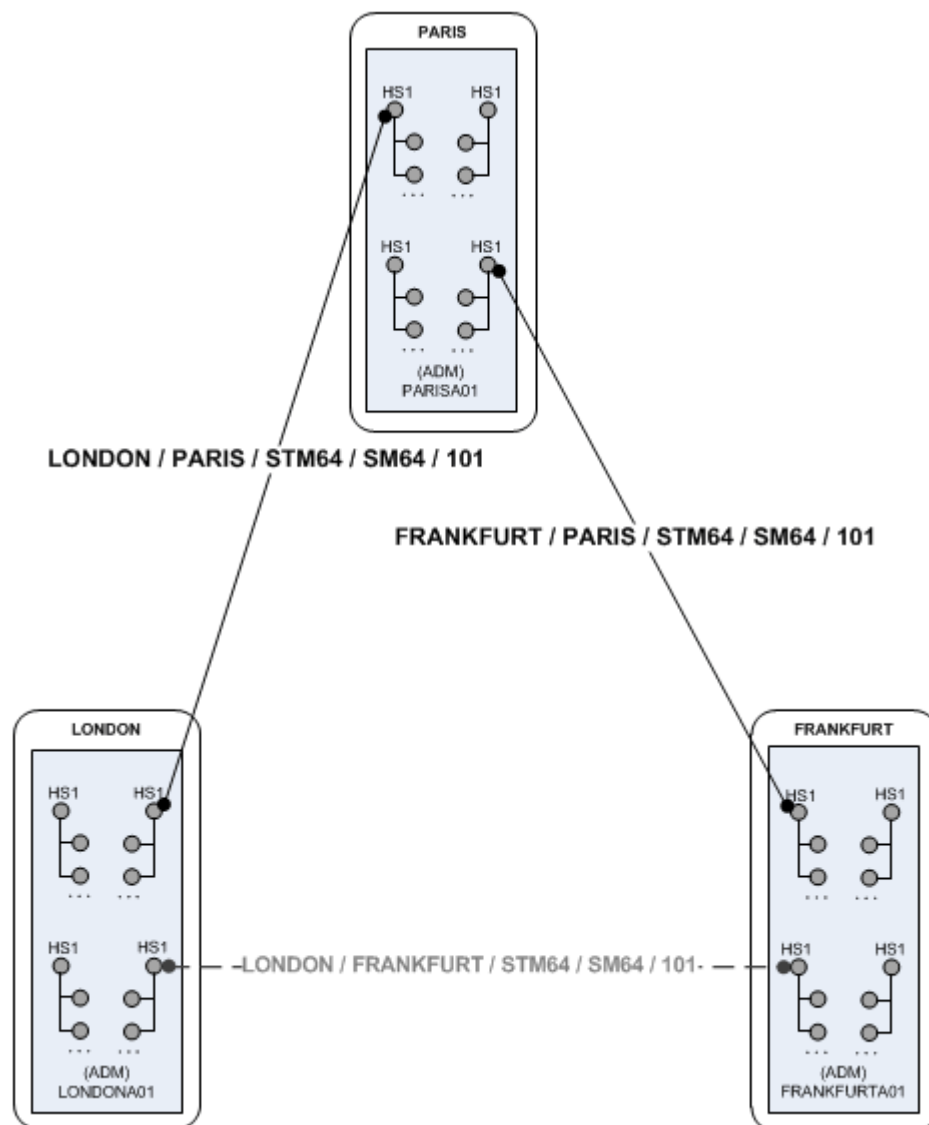 PARIS
HS1 HS1
... ...
HS1 HS1
... ...
(ADM)
PARISA01
LONDON / PARIS / STM64 / SM64 / 101
FRANKFURT / PARIS / STM64 / SM64 / 101
LONDON
HS1 HS1
... ...
HS1 HS1
... ...
(ADM)
LONDONA01
LONDON / FRANKFURT / STM64 / SM64 / 101
FRANKFURT
HS1 HS1
... ...
HS1 HS1
... ...
(ADM)
FRANKFURTA01